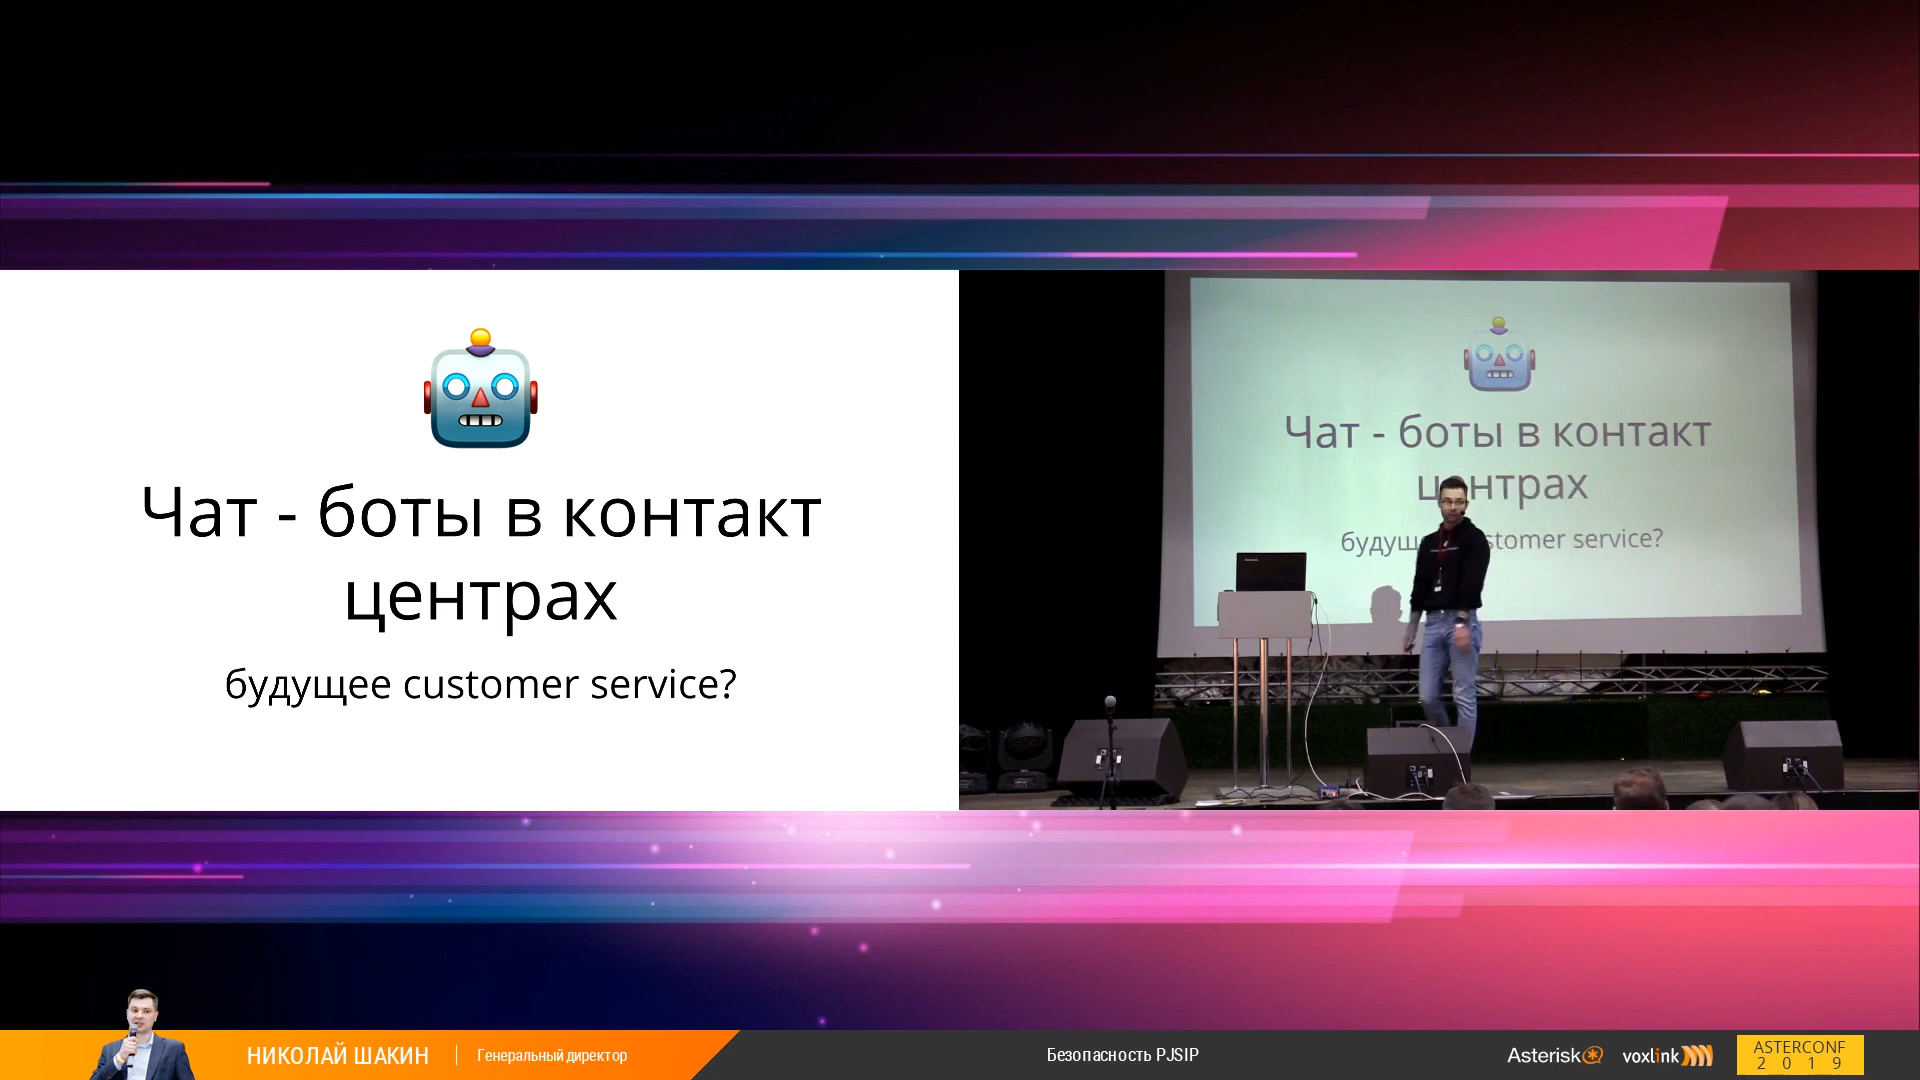 Чат - боты в контакт
центрах
будущее customer service?
Чат - боты в контакт
центрах
customer service?
НИКОЛАЙ ШАКИН
Генеральный директор
Безопасность PJSIP
Asterisk
voxlink
ASTERCONF
2 0 1 9